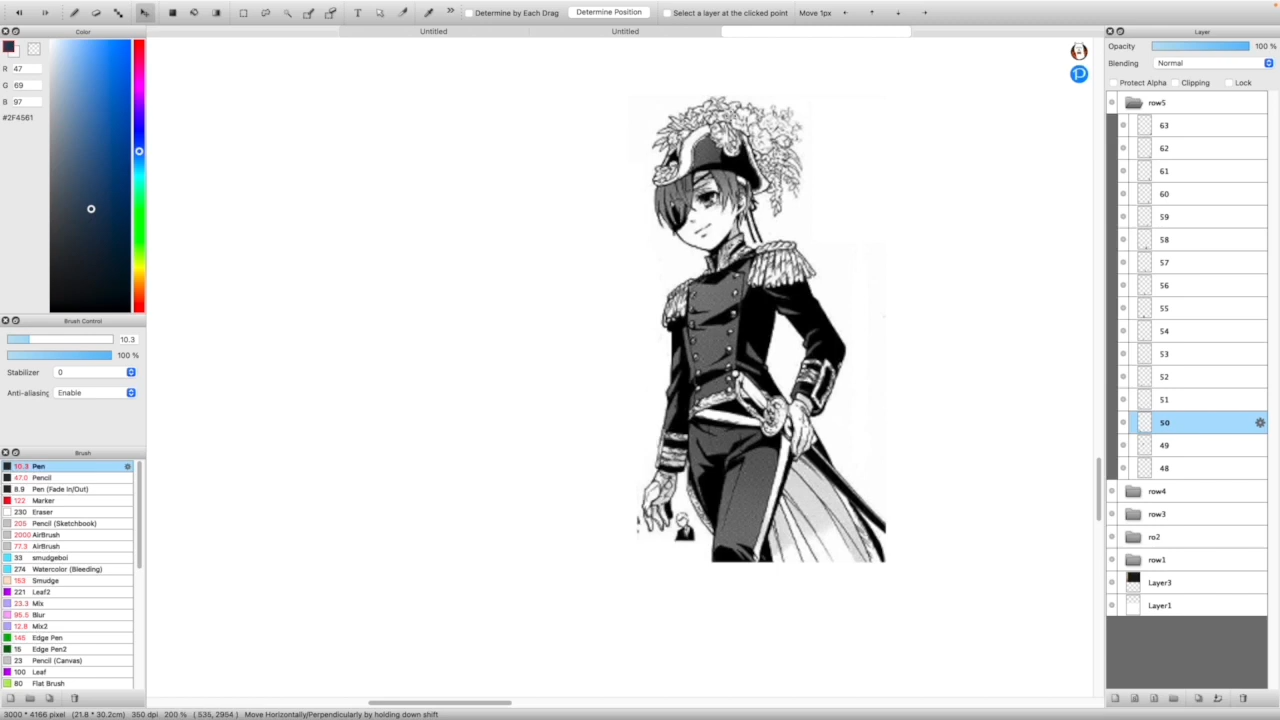 Determine by Each Drag Determine Position Select a layer at the clicked point Move 1px
Color
Untitled
Untitled
Layer
R 47
G 69
B 97
#2F4561
Opacity 100 %
Blending Normal
Protect Alpha Clipping Lock
row5
63
62
61
60
59
58
57
56
55
54
53
52
51
50
49
48
row4
row3
ro2
row1
Layer3
Layer1
Brush Control
10.3
100 %
Stabilizer 0
Anti-aliasing Enable
Brush
10.3 Pen
47.0 Pencil
8.9 Pen (Fade In/Out)
122 Marker
230 Eraser
205 Pencil (Sketchbook)
2000 AirBrush
77.3 AirBrush
33 smudgeboi
274 Watercolor (Bleeding)
153 Smudge
221 Leaf2
23.3 Mix
95.5 Blur
12.8 Mix2
145 Edge Pen
15 Edge Pen2
23 Pencil (Canvas)
100 Leaf
80 Flat Brush
3000 * 4166 pixel (21.8 * 30.2cm) 350 dpi 200 % ( 535, 2954 ) Move Horizontally/Perpendicularly by holding down shift